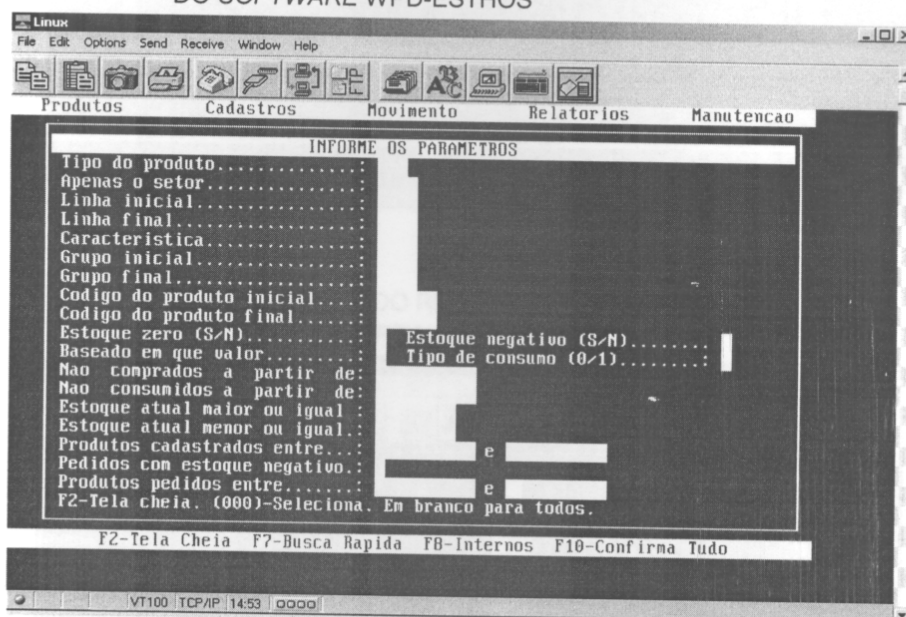 DO SOFTWARE WPD-ESTHOS
Linux
File Edit Options Send Receive Window Help
FTP
Produtos Cadastros Movimento Relatorios Manutencao
INFORME OS PARAMETROS
Tipo do produto...............:
Apenas o setor................:
Linha inicial.................:
Linha final...................:
Caracteristica................:
Grupo inicial.................:
Grupo final...................:
Codigo do produto inicial....:
Codigo do produto final......:
Estoque zero (S/N)............: Estoque negativo (S/N)........:
Baseado em que valor..........: Tipo de consumo (0/1)........:
Nao comprados a partir de:
Nao consumidos a partir de:
Estoque atual maior ou igual :
Estoque atual menor ou igual.:
Produtos cadastrados entre...: e
Pedidos com estoque negativo.:
Produtos pedidos entre.......: e
F2-Tela cheia. (000)-Seleciona. Em branco para todos.
F2-Tela Cheia F7-Busca Rapida F8-Internos F10-Confirma Tudo
VT100 TCP/IP 14:53